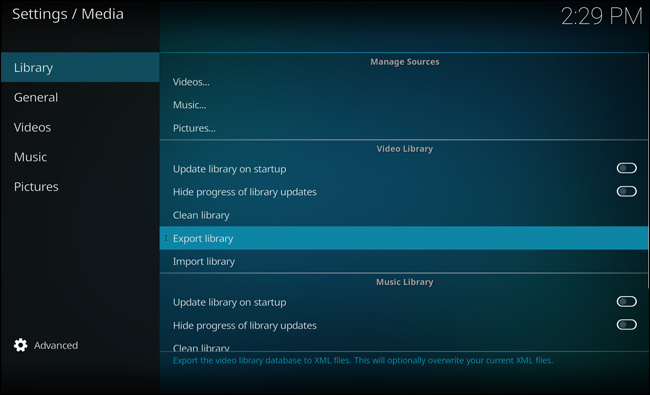 Settings / Media
2:29 PM
Library
General
Videos
Music
Pictures
Advanced
Manage Sources
Videos...
Music...
Pictures...
Video Library
Update library on startup
Hide progress of library updates
Clean library
Export library
Import library
Music Library
Update library on startup
Hide progress of library updates
Clean library
Export the video library database to XML files. This will optionally overwrite your current XML files.